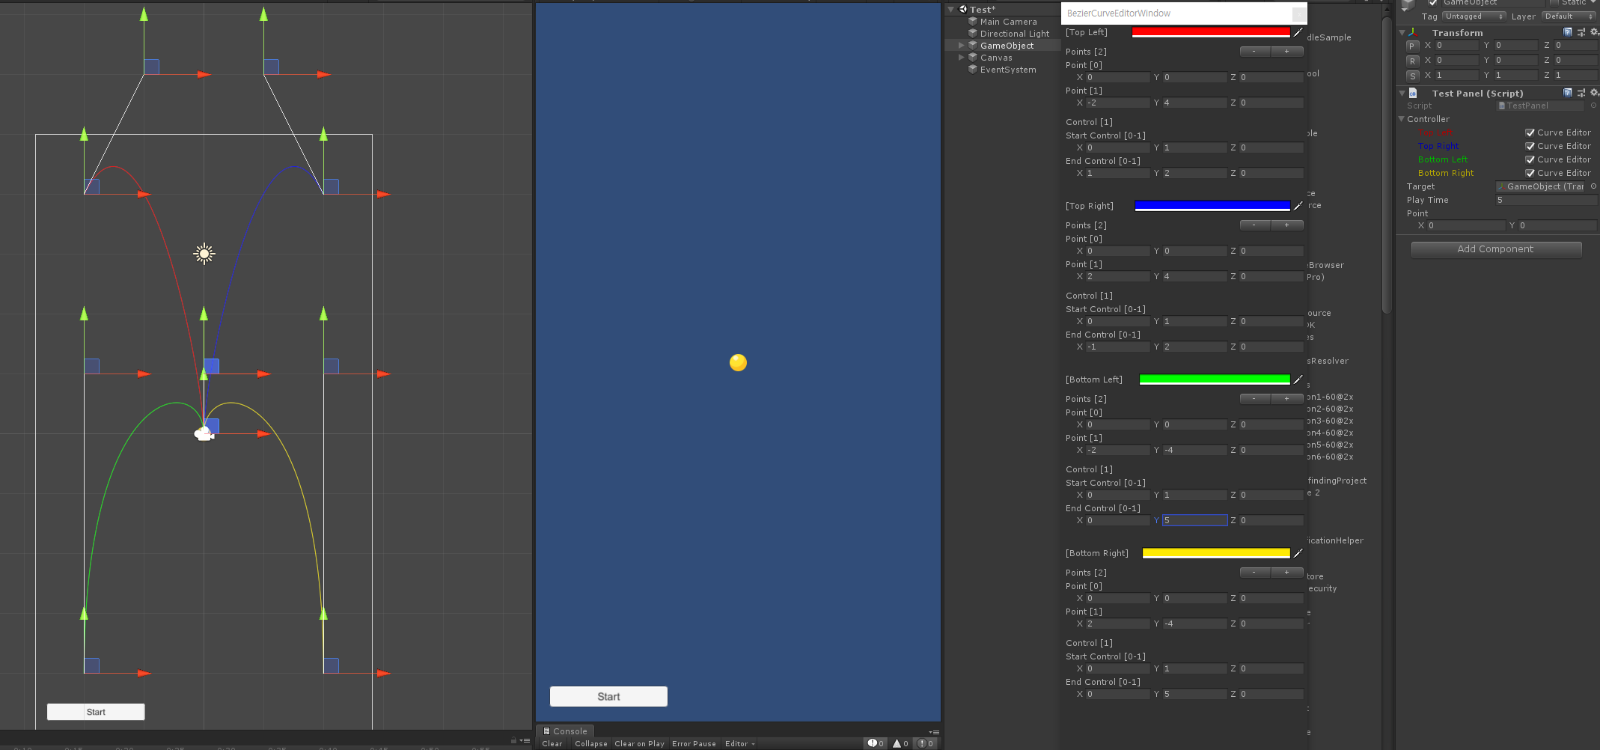 Start
Start
Console
Clear
Collapse
Clear on Play
Error Pause
Editor
0
0
0
Test*
Main Camera
Directional Light
GameObject
Canvas
EventSystem
BezierCurveEditorWindow
[Top Left]
Points [2]
- +
Point [0]
X 0 Y 0 Z 0
Point [1]
X -2 Y 4 Z 0
Control [1]
Start Control [0-1]
X 0 Y 1 Z 0
End Control [0-1]
X 1 Y 2 Z 0
[Top Right]
Points [2]
- +
Point [0]
X 0 Y 0 Z 0
Point [1]
X 2 Y 4 Z 0
Control [1]
Start Control [0-1]
X 0 Y 1 Z 0
End Control [0-1]
X -1 Y 2 Z 0
[Bottom Left]
Points [2]
- +
Point [0]
X 0 Y 0 Z 0
Point [1]
X -2 Y -4 Z 0
Control [1]
Start Control [0-1]
X 0 Y 1 Z 0
End Control [0-1]
X 0 Y 5 Z 0
[Bottom Right]
Points [2]
- +
Point [0]
X 0 Y 0 Z 0
Point [1]
X 2 Y -4 Z 0
Control [1]
Start Control [0-1]
X 0 Y 1 Z 0
End Control [0-1]
X 0 Y 5 Z 0
dleSample
ool
ble
ce
rce
eBrowser
Pro)
ource
OK
es
sResolver
s
on1-60@2x
on2-60@2x
on3-60@2x
on4-60@2x
on5-60@2x
on6-60@2x
finding Project
e 2
icationHelper
tore
ecurity
e
GameObject Static
Tag Untagged Layer Default
Transform
P X 0 Y 0 Z 0
R X 0 Y 0 Z 0
S X 1 Y 1 Z 1
Test Panel (Script)
Script TestPanel
Controller
Top Left Curve Editor
Top Right Curve Editor
Bottom Left Curve Editor
Bottom Right Curve Editor
Target GameObject (Tra
Play Time 5
Point
X 0 Y 0
Add Component